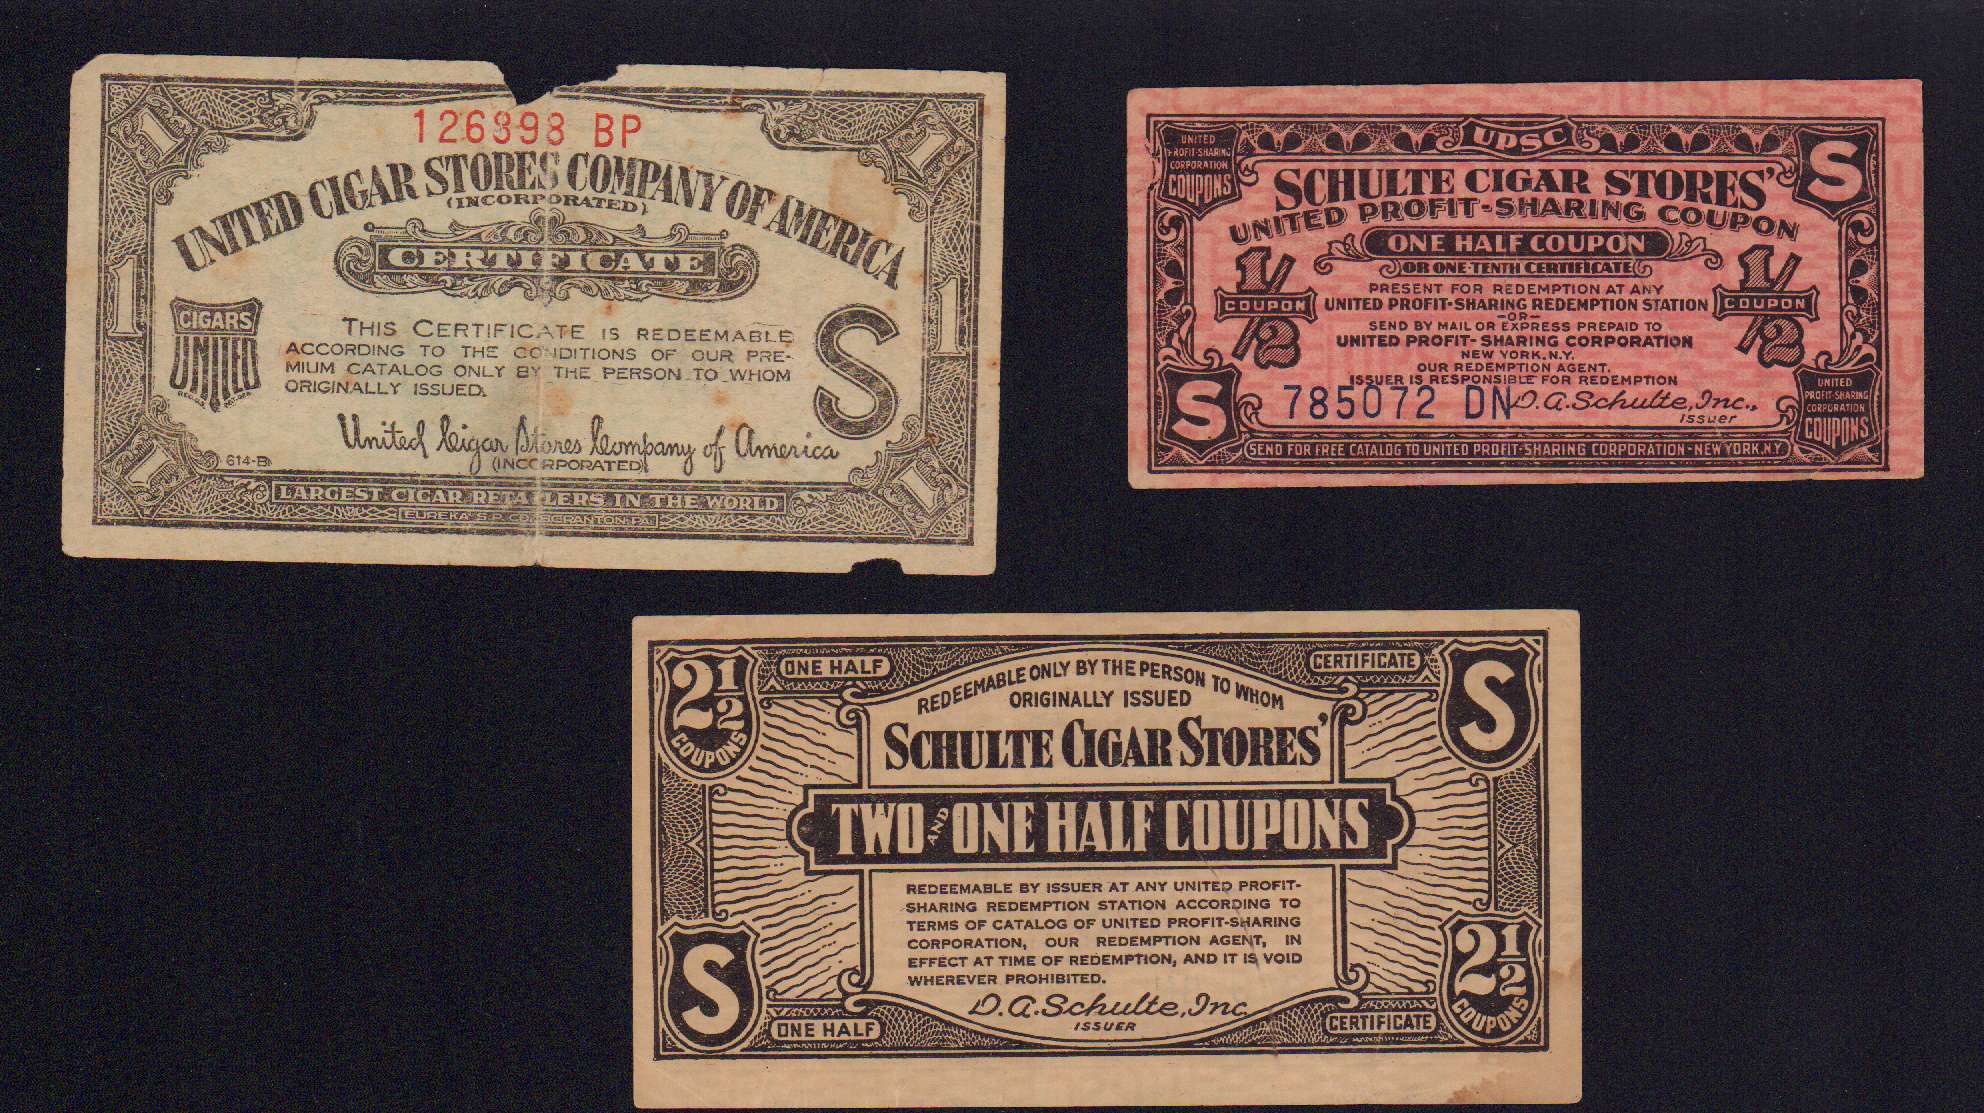 1 1
126898 BP
UNITED CIGAR STORES COMPANY OF AMERICA
(INCORPORATED)
CERTIFICATE
1 1
CIGARS
UNITED
THIS CERTIFICATE IS REDEEMABLE
ACCORDING TO THE CONDITIONS OF OUR PRE-
MIUM CATALOG ONLY BY THE PERSON TO WHOM
ORIGINALLY ISSUED.
S
United Cigar Stores Company of America
(INCORPORATED)
614-B
1 1
LARGEST CIGAR RETAILERS IN THE WORLD
EUREKA SCRANTON, PA.
UPSC
UNITED
PROFIT-SHARING
CORPORATION
COUPONS
S
SCHULTE CIGAR STORES'
UNITED PROFIT-SHARING COUPON
ONE HALF COUPON
OR ONE-TENTH CERTIFICATE
1/2 COUPON
1/2 COUPON
PRESENT FOR REDEMPTION AT ANY
UNITED PROFIT-SHARING REDEMPTION STATION
-OR-
SEND BY MAIL OR EXPRESS PREPAID TO
UNITED PROFIT-SHARING CORPORATION
NEW YORK, N.Y.
OUR REDEMPTION AGENT.
ISSUER IS RESPONSIBLE FOR REDEMPTION
S
785072 DN
D. A. Schulte, Inc.,
Issuer
UNITED
PROFIT-SHARING
CORPORATION
COUPONS
SEND FOR FREE CATALOG TO UNITED PROFIT-SHARING CORPORATION-NEW YORK.N.Y
2 1/2
COUPONS
ONE HALF
CERTIFICATE
S
REDEEMABLE ONLY BY THE PERSON TO WHOM
ORIGINALLY ISSUED
SCHULTE CIGAR STORES'
TWO AND ONE HALF COUPONS
REDEEMABLE BY ISSUER AT ANY UNITED PROFIT-
SHARING REDEMPTION STATION ACCORDING TO
TERMS OF CATALOG OF UNITED PROFIT-SHARING
CORPORATION, OUR REDEMPTION AGENT, IN
EFFECT AT TIME OF REDEMPTION, AND IT IS VOID
WHEREVER PROHIBITED.
D. A. Schulte, Inc.
ISSUER
S
ONE HALF
CERTIFICATE
2 1/2
COUPONS